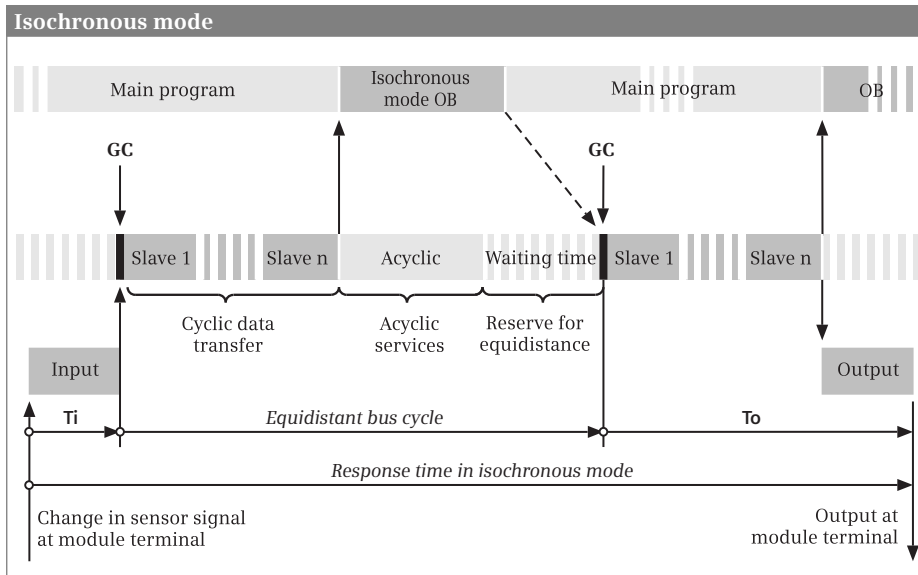 Isochronous mode
Main program
Isochronous
mode OB
Main program
OB
GC
GC
Slave 1
Slave n
Acyclic
Waiting time
Slave 1
Slave n
Cyclic data
transfer
Acyclic
services
Reserve for
equidistance
Input
Output
Ti
Equidistant bus cycle
To
Response time in isochronous mode
Change in sensor signal
at module terminal
Output at
module terminal